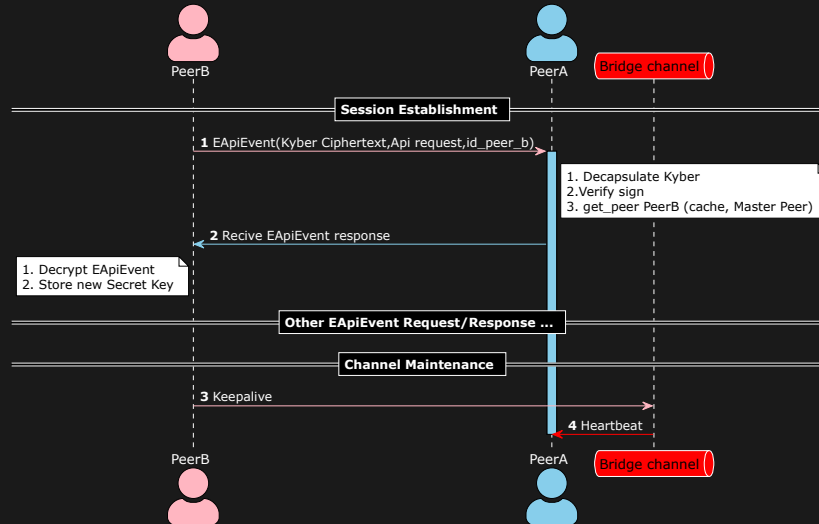 PeerB
PeerA
Bridge channel
Session Establishment
1 EApiEvent(Kyber Ciphertext,Api request,id_peer_b)
1. Decapsulate Kyber
2.Verify sign
3. get_peer PeerB (cache, Master Peer)
2 Recive EApiEvent response
1. Decrypt EApiEvent
2. Store new Secret Key
Other EApiEvent Request/Response ...
Channel Maintenance
3 Keepalive
4 Heartbeat
PeerB
PeerA
Bridge channel